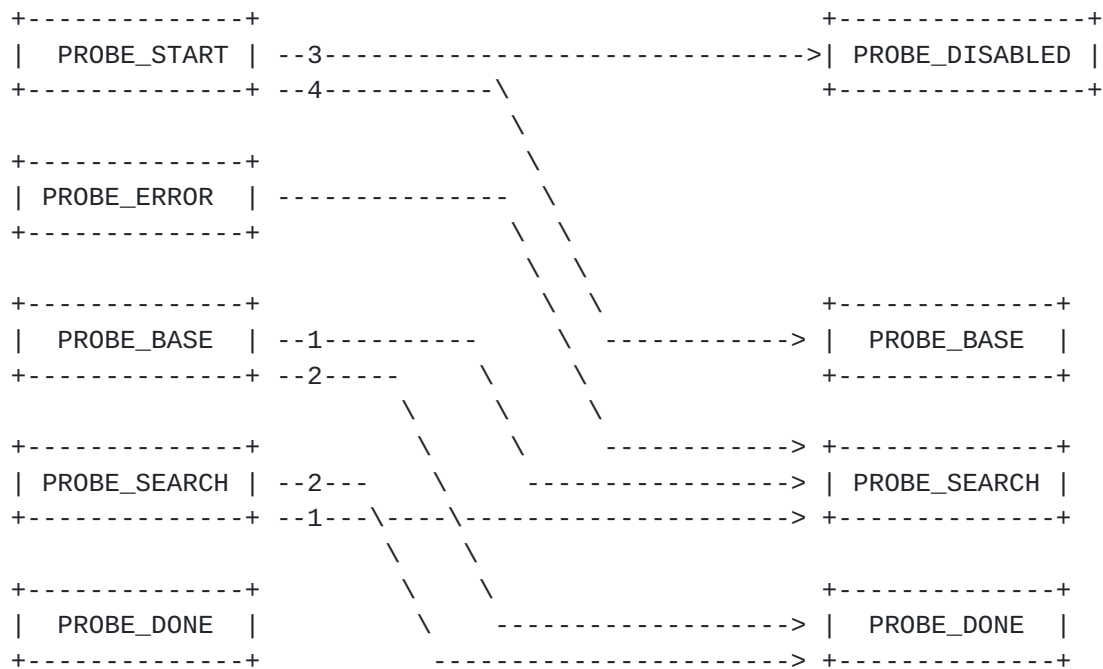 +--------------+                                    +----------------+
|  PROBE_START | --3------------------------------->| PROBE_DISABLED |
+--------------+ --4-----------\                    +----------------+
                                \
+--------------+                 \
| PROBE_ERROR  | ---------------  \
+--------------+                \  \
                                 \  \
+--------------+                  \  \              +--------------+
|  PROBE_BASE  | --1----------     \  ------------> |  PROBE_BASE  |
+--------------+ --2-----     \     \               +--------------+
                         \     \     \
+--------------+          \     \     ------------> +--------------+
| PROBE_SEARCH | --2---    \     -----------------> | PROBE_SEARCH |
+--------------+ --1---\----\---------------------> +--------------+
                        \    \
+--------------+         \    \                     +--------------+
|  PROBE_DONE  |          \    -------------------> |  PROBE_DONE  |
+--------------+           -----------------------> +--------------+